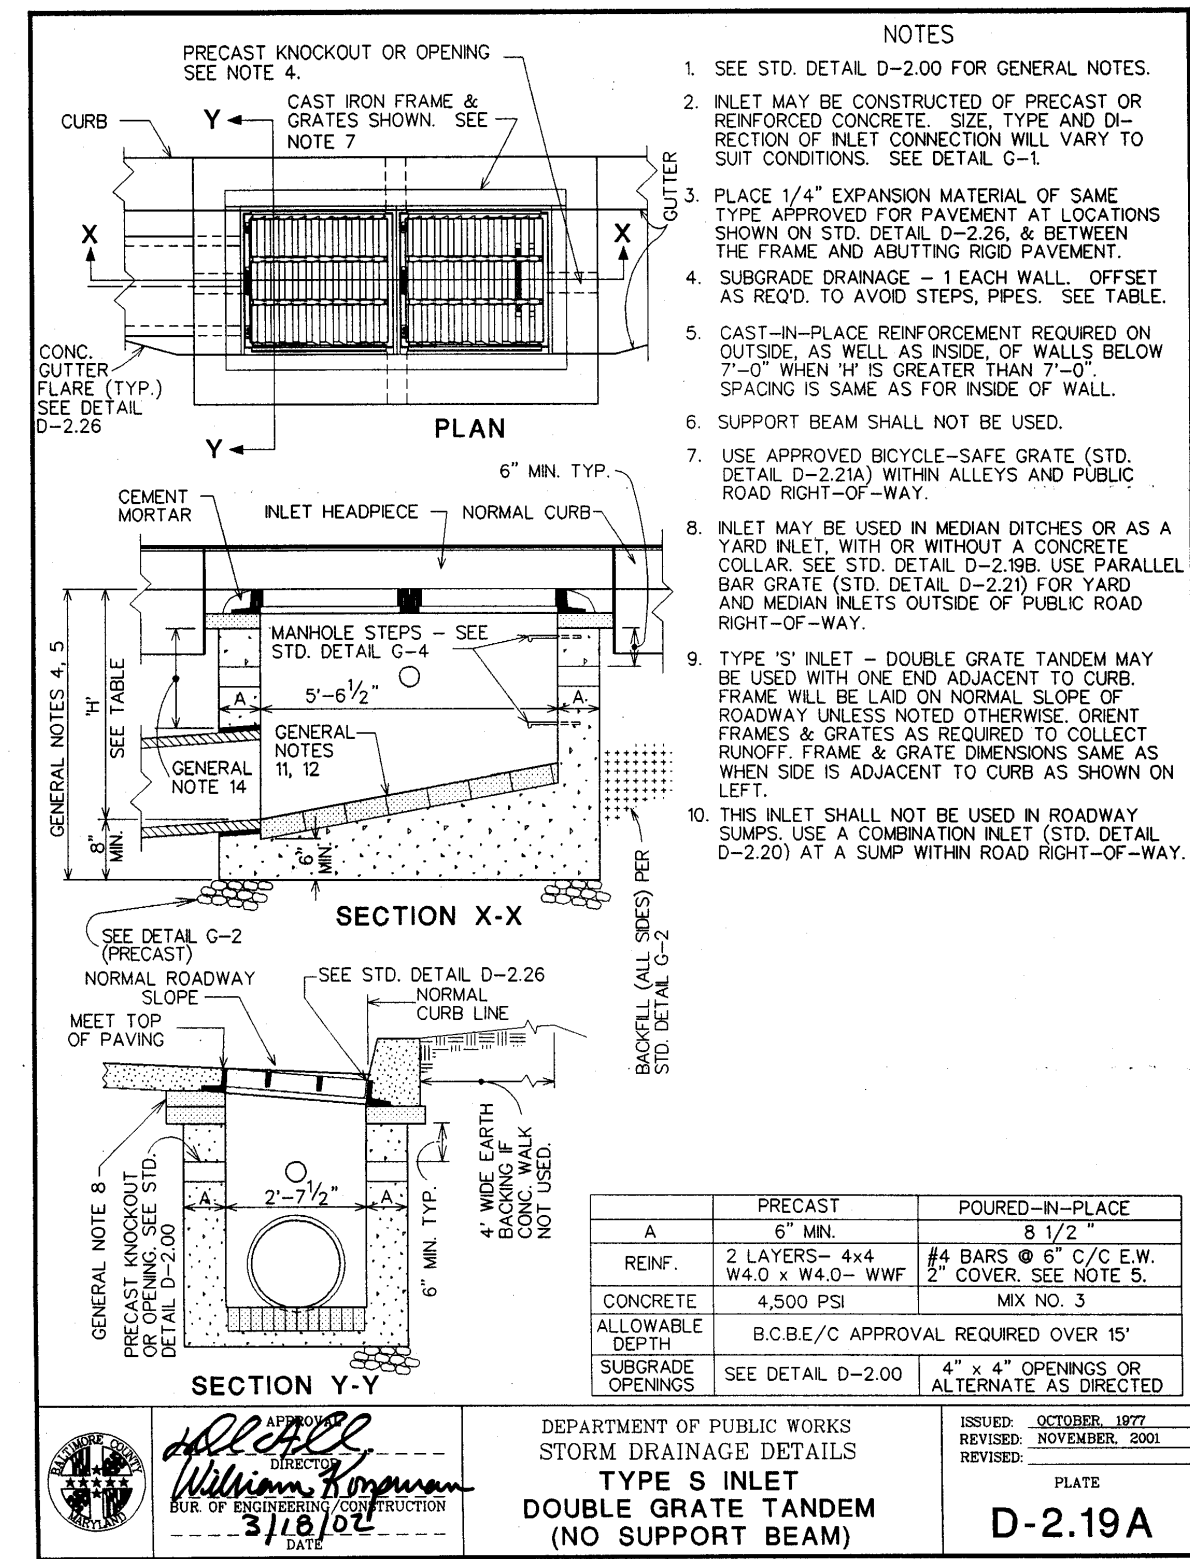 PRECAST KNOCKOUT OR OPENING
SEE NOTE 4.
CURB
Y
CAST IRON FRAME &
GRATES SHOWN. SEE
NOTE 7
GUTTER
X
X
CONC.
GUTTER
FLARE (TYP.)
SEE DETAIL
D-2.26
PLAN
Y
6" MIN. TYP.
CEMENT
MORTAR
INLET HEADPIECE
NORMAL CURB
MANHOLE STEPS - SEE
STD. DETAIL G-4
GENERAL NOTES 4, 5
'H'
SEE TABLE
A
5'-6 1/2"
A
GENERAL
NOTES
11, 12
GENERAL
NOTE 14
8"
MIN.
6"
MIN.
SECTION X-X
BACKFILL (ALL SIDES) PER
STD. DETAIL G-2
SEE DETAIL G-2
(PRECAST)
NORMAL ROADWAY
SLOPE
SEE STD. DETAIL D-2.26
NORMAL
CURB LINE
MEET TOP
OF PAVING
GENERAL NOTE 8
PRECAST KNOCKOUT
OR OPENING. SEE STD.
DETAIL D-2.00
A
2'-7 1/2"
A
6" MIN. TYP.
4' WIDE EARTH
BACKING IF
CONC. WALK
NOT USED.
SECTION Y-Y
NOTES
1. SEE STD. DETAIL D-2.00 FOR GENERAL NOTES.
2. INLET MAY BE CONSTRUCTED OF PRECAST OR
REINFORCED CONCRETE. SIZE, TYPE AND DI-
RECTION OF INLET CONNECTION WILL VARY TO
SUIT CONDITIONS. SEE DETAIL G-1.
3. PLACE 1/4" EXPANSION MATERIAL OF SAME
TYPE APPROVED FOR PAVEMENT AT LOCATIONS
SHOWN ON STD. DETAIL D-2.26, & BETWEEN
THE FRAME AND ABUTTING RIGID PAVEMENT.
4. SUBGRADE DRAINAGE - 1 EACH WALL. OFFSET
AS REQ'D. TO AVOID STEPS, PIPES. SEE TABLE.
5. CAST-IN-PLACE REINFORCEMENT REQUIRED ON
OUTSIDE, AS WELL AS INSIDE, OF WALLS BELOW
7'-0" WHEN 'H' IS GREATER THAN 7'-0".
SPACING IS SAME AS FOR INSIDE OF WALL.
6. SUPPORT BEAM SHALL NOT BE USED.
7. USE APPROVED BICYCLE-SAFE GRATE (STD.
DETAIL D-2.21A) WITHIN ALLEYS AND PUBLIC
ROAD RIGHT-OF-WAY.
8. INLET MAY BE USED IN MEDIAN DITCHES OR AS A
YARD INLET, WITH OR WITHOUT A CONCRETE
COLLAR. SEE STD. DETAIL D-2.19B. USE PARALLEL
BAR GRATE (STD. DETAIL D-2.21) FOR YARD
AND MEDIAN INLETS OUTSIDE OF PUBLIC ROAD
RIGHT-OF-WAY.
9. TYPE 'S' INLET - DOUBLE GRATE TANDEM MAY
BE USED WITH ONE END ADJACENT TO CURB.
FRAME WILL BE LAID ON NORMAL SLOPE OF
ROADWAY UNLESS NOTED OTHERWISE. ORIENT
FRAMES & GRATES AS REQUIRED TO COLLECT
RUNOFF. FRAME & GRATE DIMENSIONS SAME AS
WHEN SIDE IS ADJACENT TO CURB AS SHOWN ON
LEFT.
10. THIS INLET SHALL NOT BE USED IN ROADWAY
SUMPS. USE A COMBINATION INLET (STD. DETAIL
D-2.20) AT A SUMP WITHIN ROAD RIGHT-OF-WAY.
PRECAST POURED-IN-PLACE
A 6" MIN. 8 1/2 "
REINF. 2 LAYERS- 4x4 W4.0 x W4.0- WWF #4 BARS @ 6" C/C E.W. 2" COVER. SEE NOTE 5.
CONCRETE 4,500 PSI MIX NO. 3
ALLOWABLE DEPTH B.C.B.E/C APPROVAL REQUIRED OVER 15'
SUBGRADE OPENINGS SEE DETAIL D-2.00 4" x 4" OPENINGS OR ALTERNATE AS DIRECTED
BALTIMORE COUNTY
MARYLAND
APPROVAL
DIRECTOR
William Korpman
BUR. OF ENGINEERING/CONSTRUCTION
3/18/02
DATE
DEPARTMENT OF PUBLIC WORKS
STORM DRAINAGE DETAILS
TYPE S INLET
DOUBLE GRATE TANDEM
(NO SUPPORT BEAM)
ISSUED: OCTOBER, 1977
REVISED: NOVEMBER, 2001
REVISED:
PLATE
D-2.19A